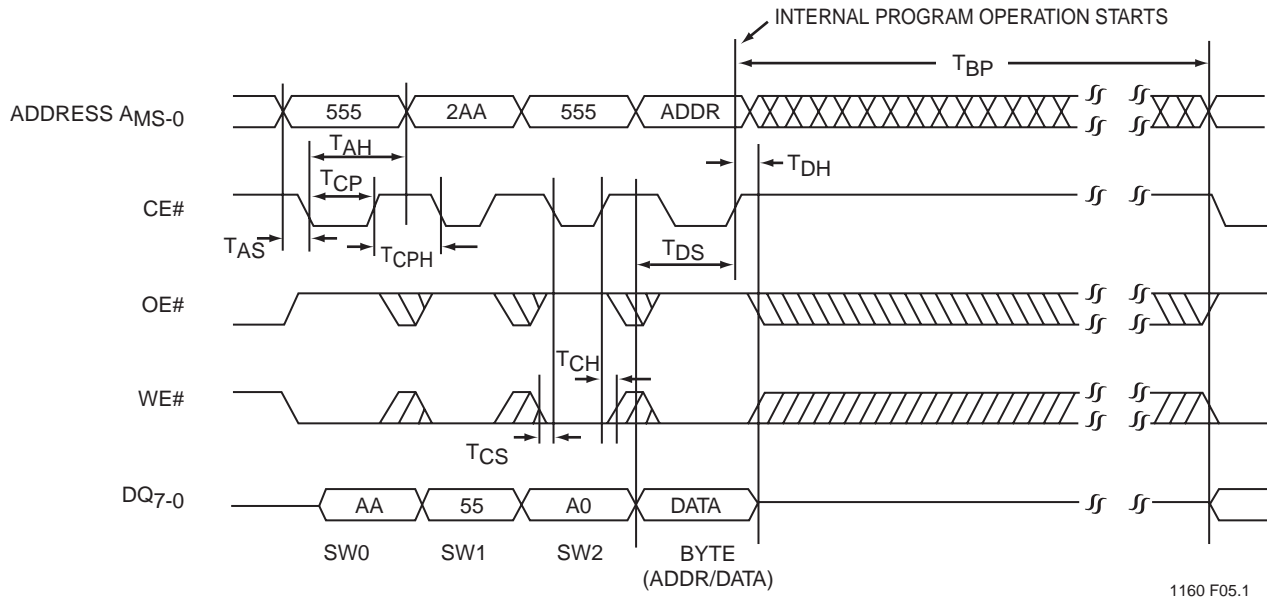 INTERNAL PROGRAM OPERATION STARTS
TBP
ADDRESS AMS-0
555
2AA
555
ADDR
TAH
TDH
TCP
CE#
TAS
TCPH
TDS
OE#
TCH
WE#
TCS
DQ7-0
AA
55
A0
DATA
SW0
SW1
SW2
BYTE
(ADDR/DATA)
1160 F05.1